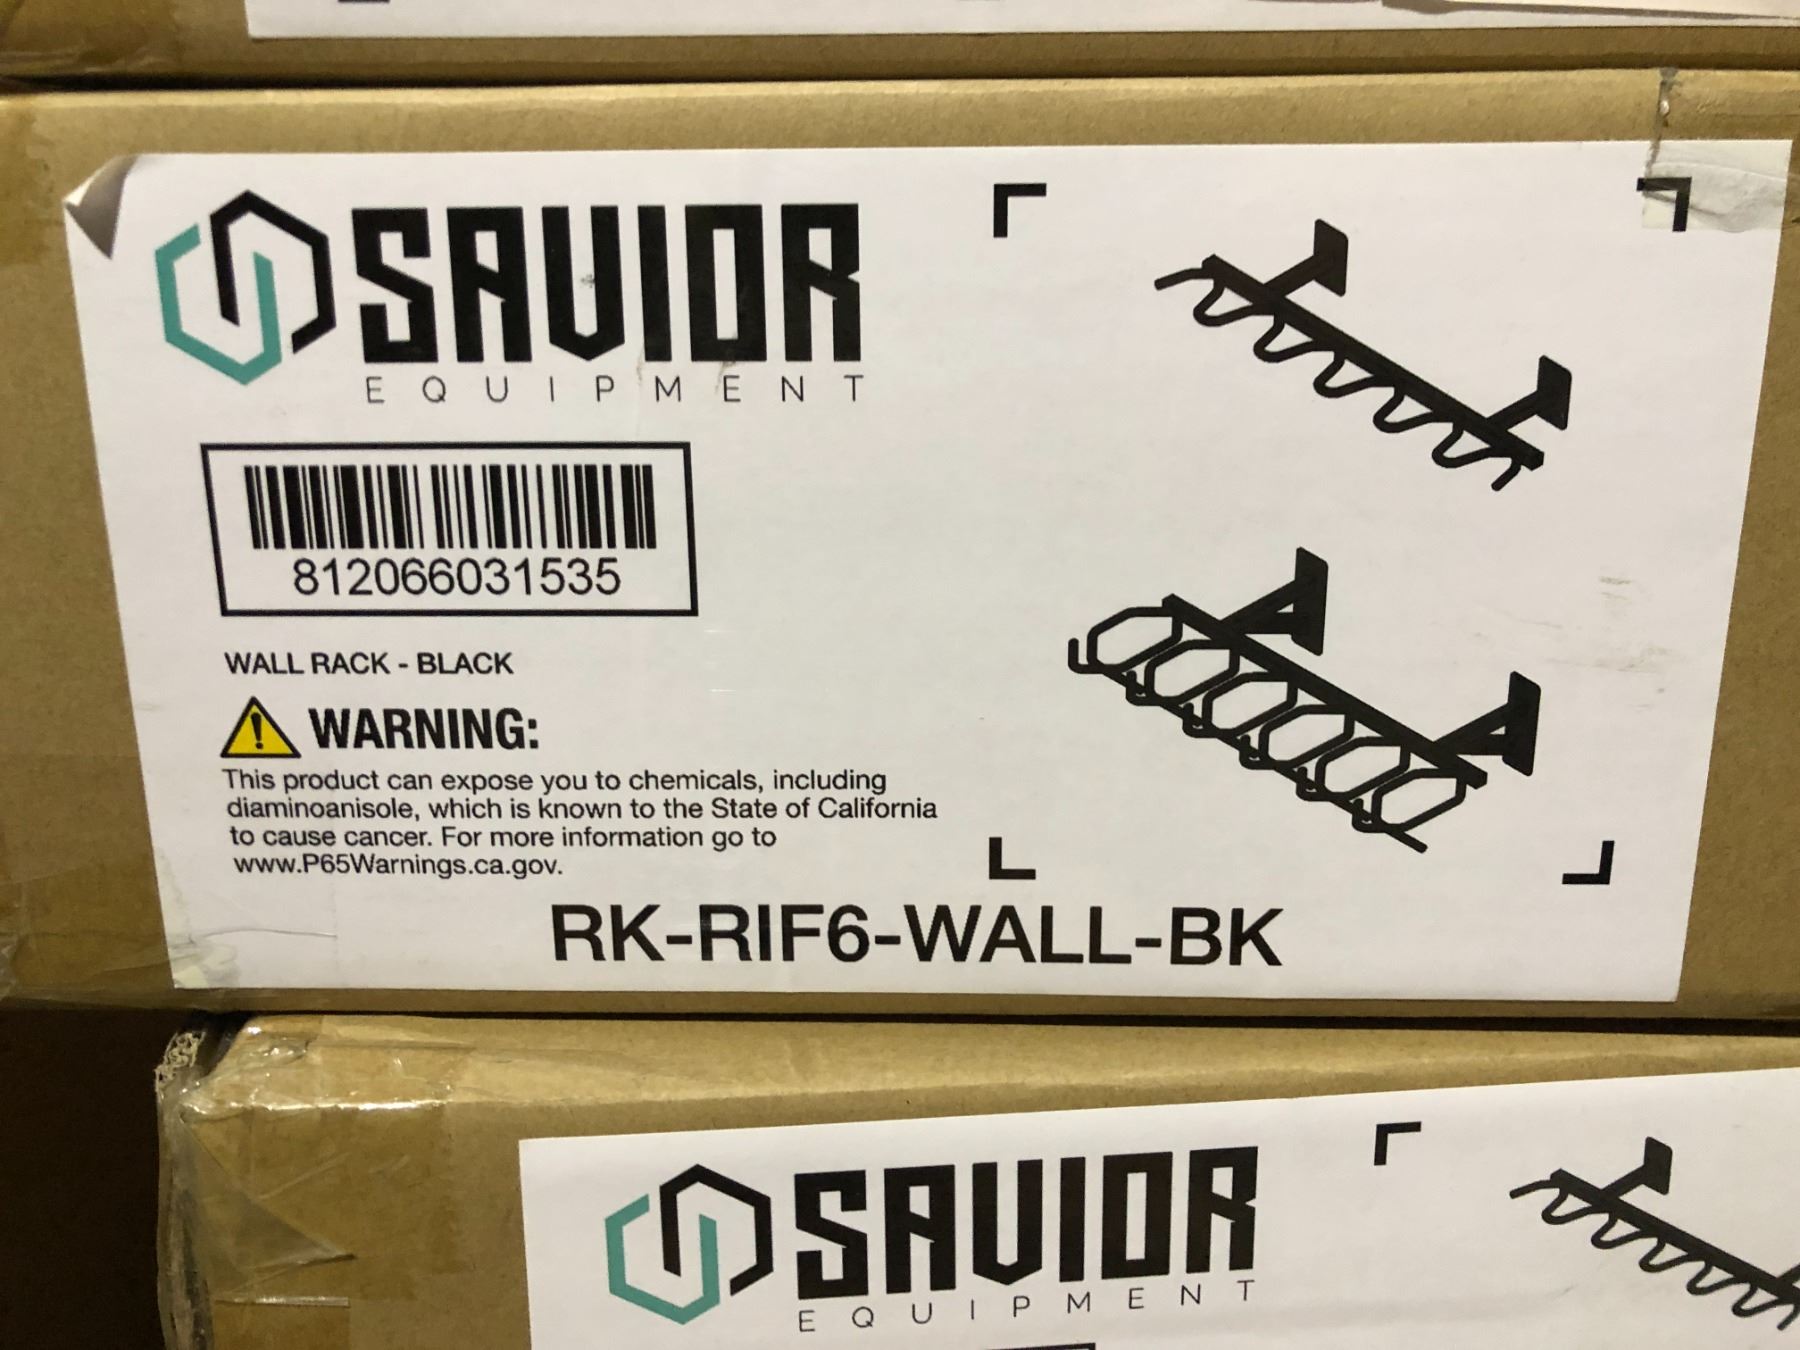 SAVIOR
EQUIPMENT
812066031535
WALL RACK - BLACK
WARNING:
This product can expose you to chemicals, including
diaminoanisole, which is known to the State of California
to cause cancer. For more information go to
www.P65Warnings.ca.gov.
RK-RIF6-WALL-BK
SAVIOR
EQUIPMENT